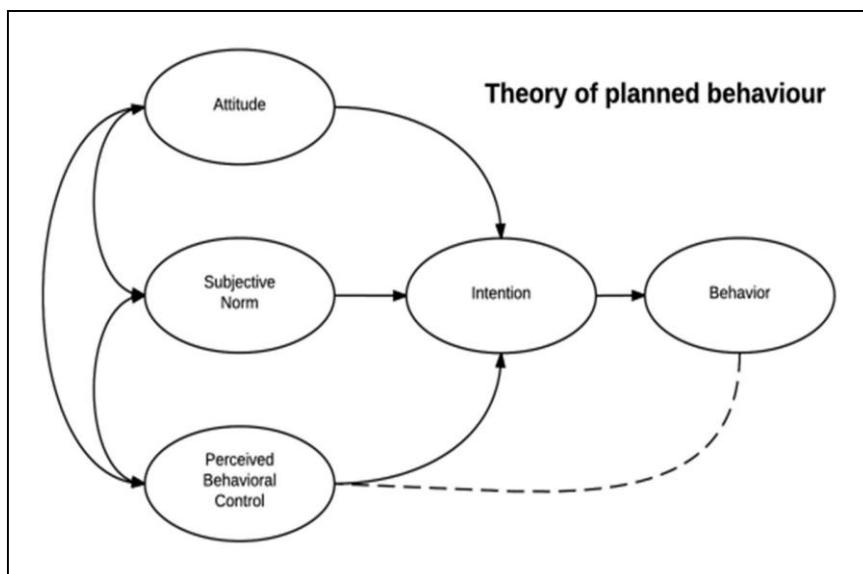 Theory of planned behaviour
Attitude
Subjective
Norm
Intention
Behavior
Perceived
Behavioral
Control